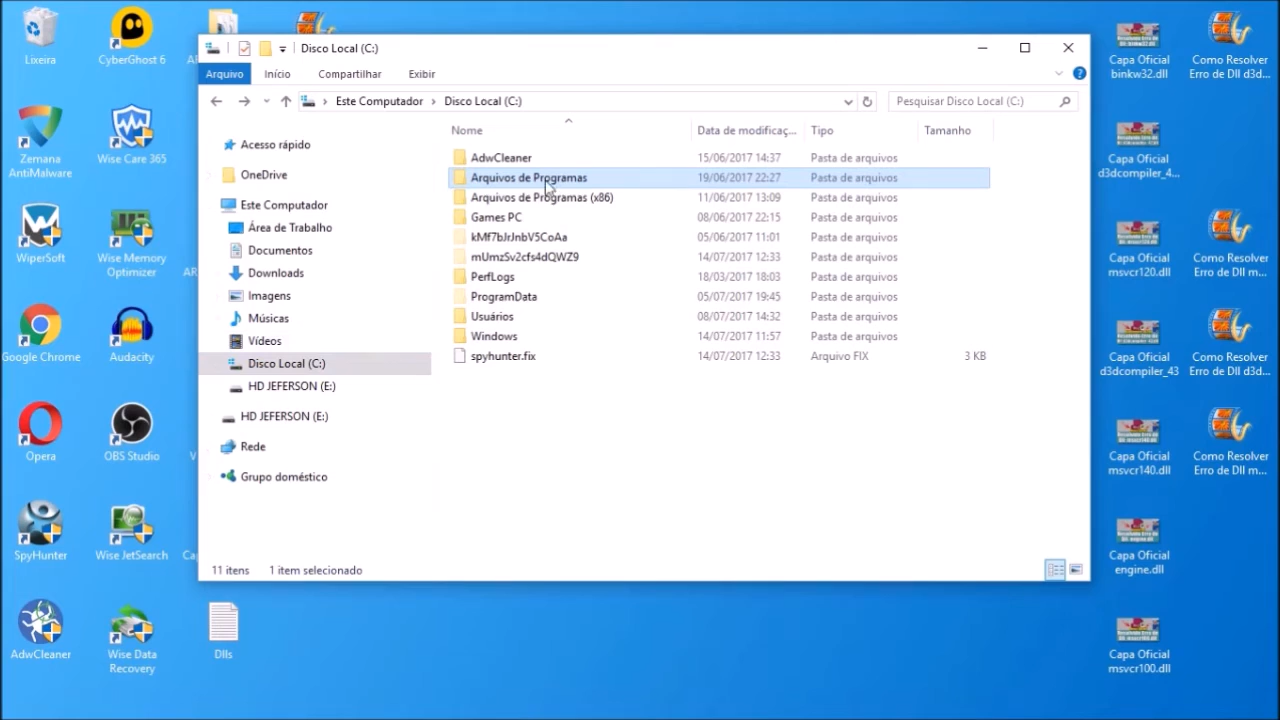 Lixeira
CyberGhost 6
Zemana
AntiMalware
Wise Care 365
WiperSoft
Wise Memory
Optimizer
Google Chrome
Audacity
Opera
OBS Studio
SpyHunter
Wise JetSearch
AdwCleaner
Wise Data
Recovery
Dlls
Disco Local (C:)
Arquivo Início Compartilhar Exibir
Este Computador Disco Local (C:)
Pesquisar Disco Local (C:)
Acesso rápido
OneDrive
Este Computador
Área de Trabalho
Documentos
Downloads
Imagens
Músicas
Vídeos
Disco Local (C:)
HD JEFERSON (E:)
HD JEFERSON (E:)
Rede
Grupo doméstico
Nome Data de modificaç... Tipo Tamanho
AdwCleaner 15/06/2017 14:37 Pasta de arquivos
Arquivos de Programas 19/06/2017 22:27 Pasta de arquivos
Arquivos de Programas (x86) 11/06/2017 13:09 Pasta de arquivos
Games PC 08/06/2017 22:15 Pasta de arquivos
kMf7bJrJnbV5CoAa 05/06/2017 11:01 Pasta de arquivos
mUmzSv2cfs4dQWZ9 14/07/2017 12:33 Pasta de arquivos
PerfLogs 18/03/2017 18:03 Pasta de arquivos
ProgramData 05/07/2017 19:45 Pasta de arquivos
Usuários 08/07/2017 14:32 Pasta de arquivos
Windows 14/07/2017 11:57 Pasta de arquivos
spyhunter.fix 14/07/2017 12:33 Arquivo FIX 3 KB
11 itens 1 item selecionado
Capa Oficial
binkw32.dll
Como Resolver
Erro de Dll d3d...
Capa Oficial
d3dcompiler_4...
Capa Oficial
msvcr120.dll
Como Resolver
Erro de Dll m...
Capa Oficial
d3dcompiler_43
Como Resolver
Erro de Dll d3d...
Capa Oficial
msvcr140.dll
Como Resolver
Erro de Dll m...
Capa Oficial
engine.dll
Capa Oficial
msvcr100.dll